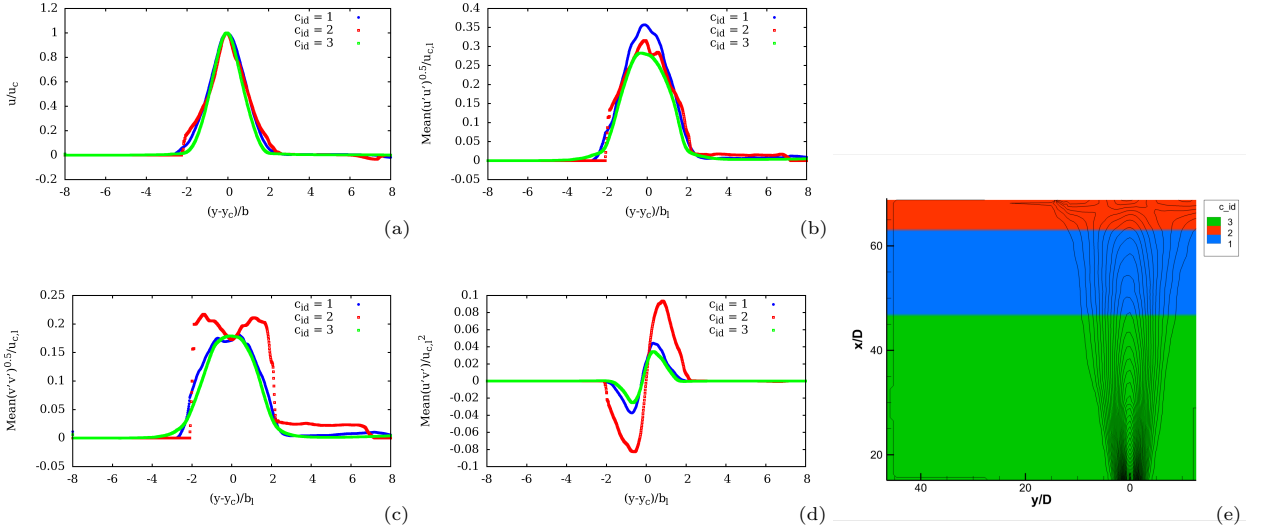 1.2
1
0.8
0.6
0.4
0.2
0
-0.2
u/u_c
-8 -6 -4 -2 0 2 4 6 8
(y-y_c)/b
c_id = 1
c_id = 2
c_id = 3
(a)
0.4
0.35
0.3
0.25
0.2
0.15
0.1
0.05
0
-0.05
Mean(u'u')^0.5/u_c,l
-8 -6 -4 -2 0 2 4 6 8
(y-y_c)/b_l
c_id = 1
c_id = 2
c_id = 3
(b)
0.25
0.2
0.15
0.1
0.05
0
-0.05
Mean(v'v')^0.5/u_c,l
-8 -6 -4 -2 0 2 4 6 8
(y-y_c)/b_l
c_id = 1
c_id = 2
c_id = 3
(c)
0.1
0.08
0.06
0.04
0.02
0
-0.02
-0.04
-0.06
-0.08
-0.1
Mean(u'v')/u_c,l^2
-8 -6 -4 -2 0 2 4 6 8
(y-y_c)/b_l
c_id = 1
c_id = 2
c_id = 3
(d)
60
40
20
x/D
40 20 0
y/D
c_id
3
2
1
(e)